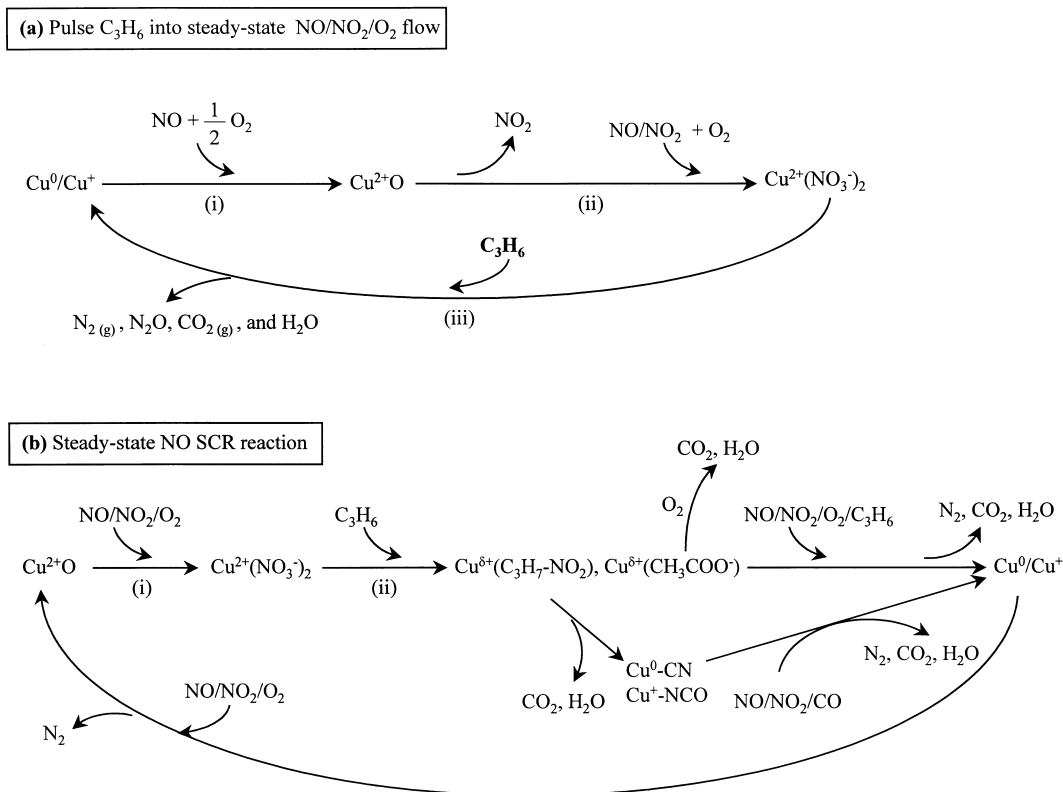 (a) Pulse C₃H₆ into steady-state NO/NO₂/O₂ flow
NO + 1/2 O₂
NO₂
NO/NO₂ + O₂
Cu⁰/Cu⁺
Cu²⁺O
Cu²⁺(NO₃⁻)₂
(i)
(ii)
C₃H₆
N₂ (g), N₂O, CO₂ (g), and H₂O
(iii)
(b) Steady-state NO SCR reaction
CO₂, H₂O
O₂
NO/NO₂/O₂
C₃H₆
NO/NO₂/O₂/C₃H₆
N₂, CO₂, H₂O
Cu²⁺O
(i)
Cu²⁺(NO₃⁻)₂
(ii)
Cuᵟ⁺(C₃H₇-NO₂), Cuᵟ⁺(CH₃COO⁻)
Cu⁰/Cu⁺
Cu⁰-CN
Cu⁺-NCO
N₂, CO₂, H₂O
CO₂, H₂O
NO/NO₂/CO
NO/NO₂/O₂
N₂